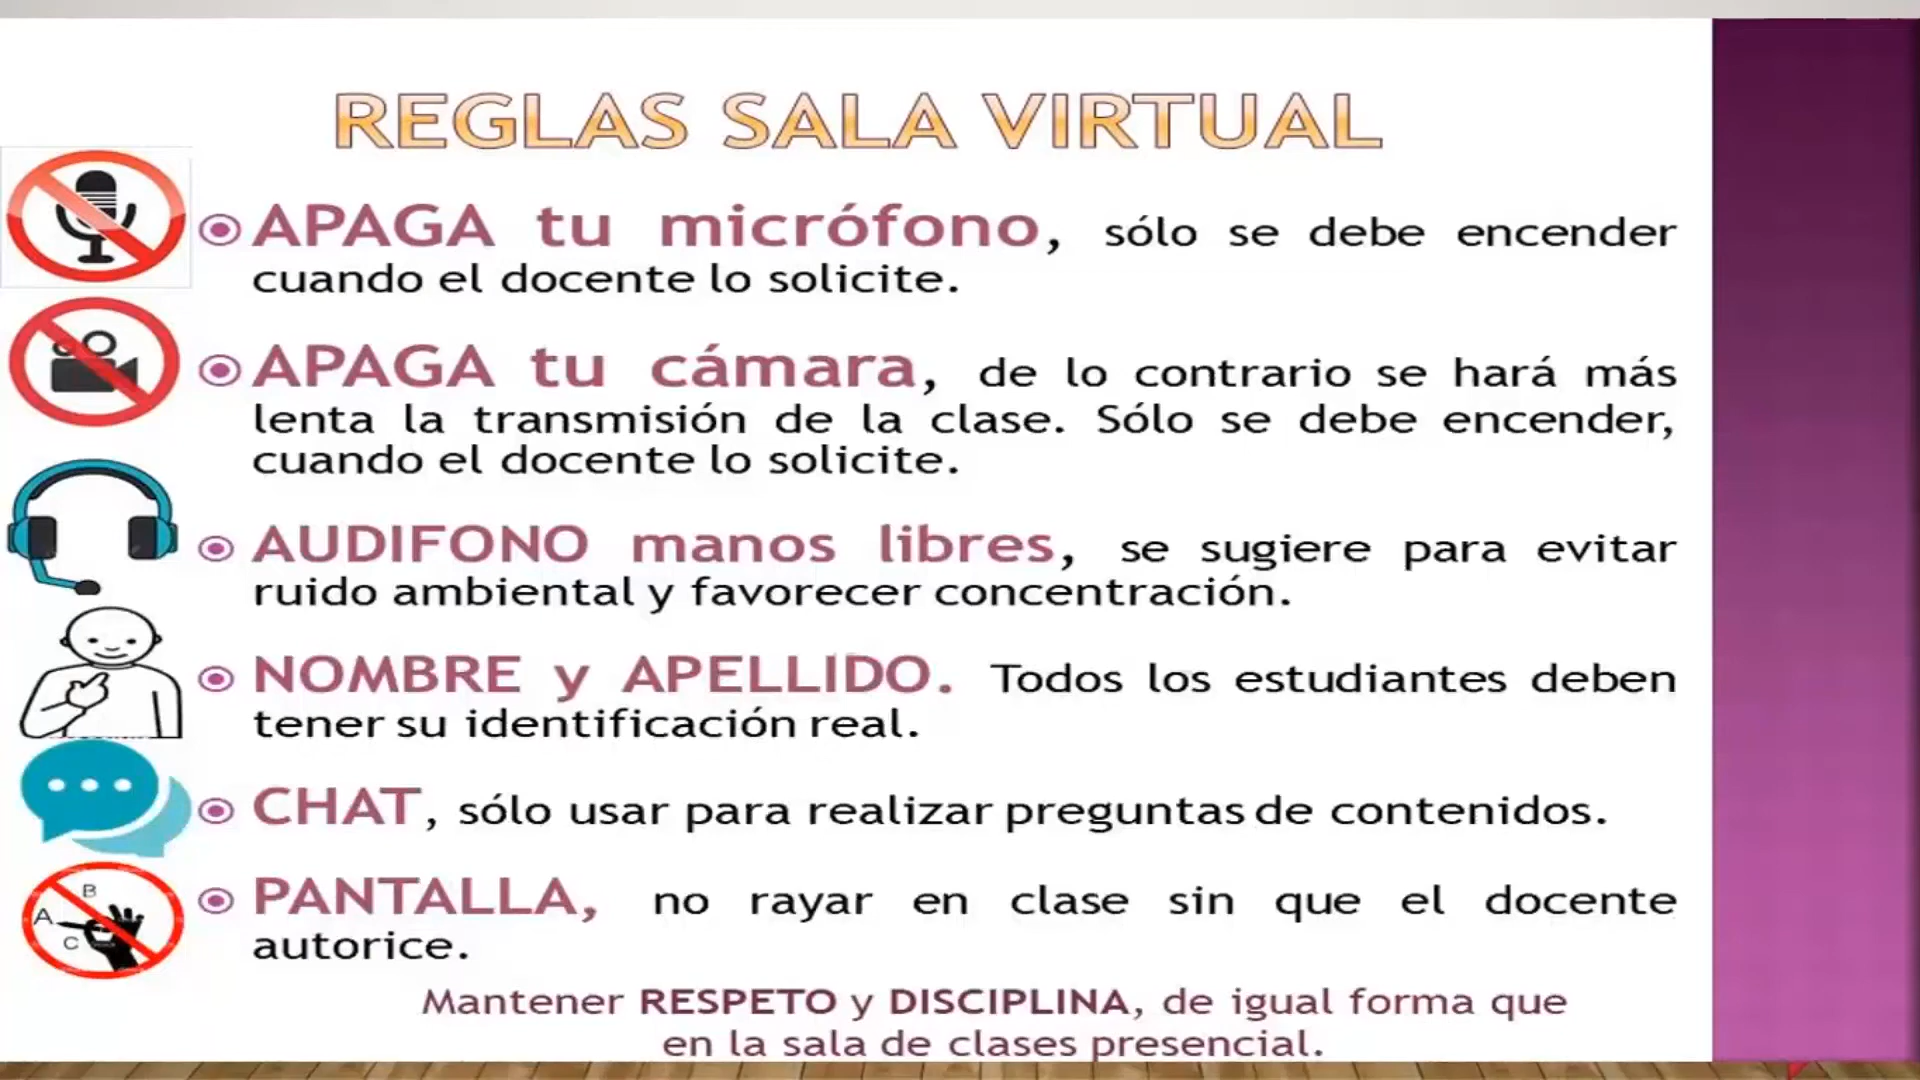 REGLAS SALA VIRTUAL
APAGA tu micrófono, sólo se debe encender
cuando el docente lo solicite.
APAGA tu cámara, de lo contrario se hará más
lenta la transmisión de la clase. Sólo se debe encender,
cuando el docente lo solicite.
AUDIFONO manos libres, se sugiere para evitar
ruido ambiental y favorecer concentración.
NOMBRE y APELLIDO. Todos los estudiantes deben
tener su identificación real.
CHAT, sólo usar para realizar preguntas de contenidos.
B
A
C
PANTALLA, no rayar en clase sin que el docente
autorice.
Mantener RESPETO y DISCIPLINA, de igual forma que
en la sala de clases presencial.